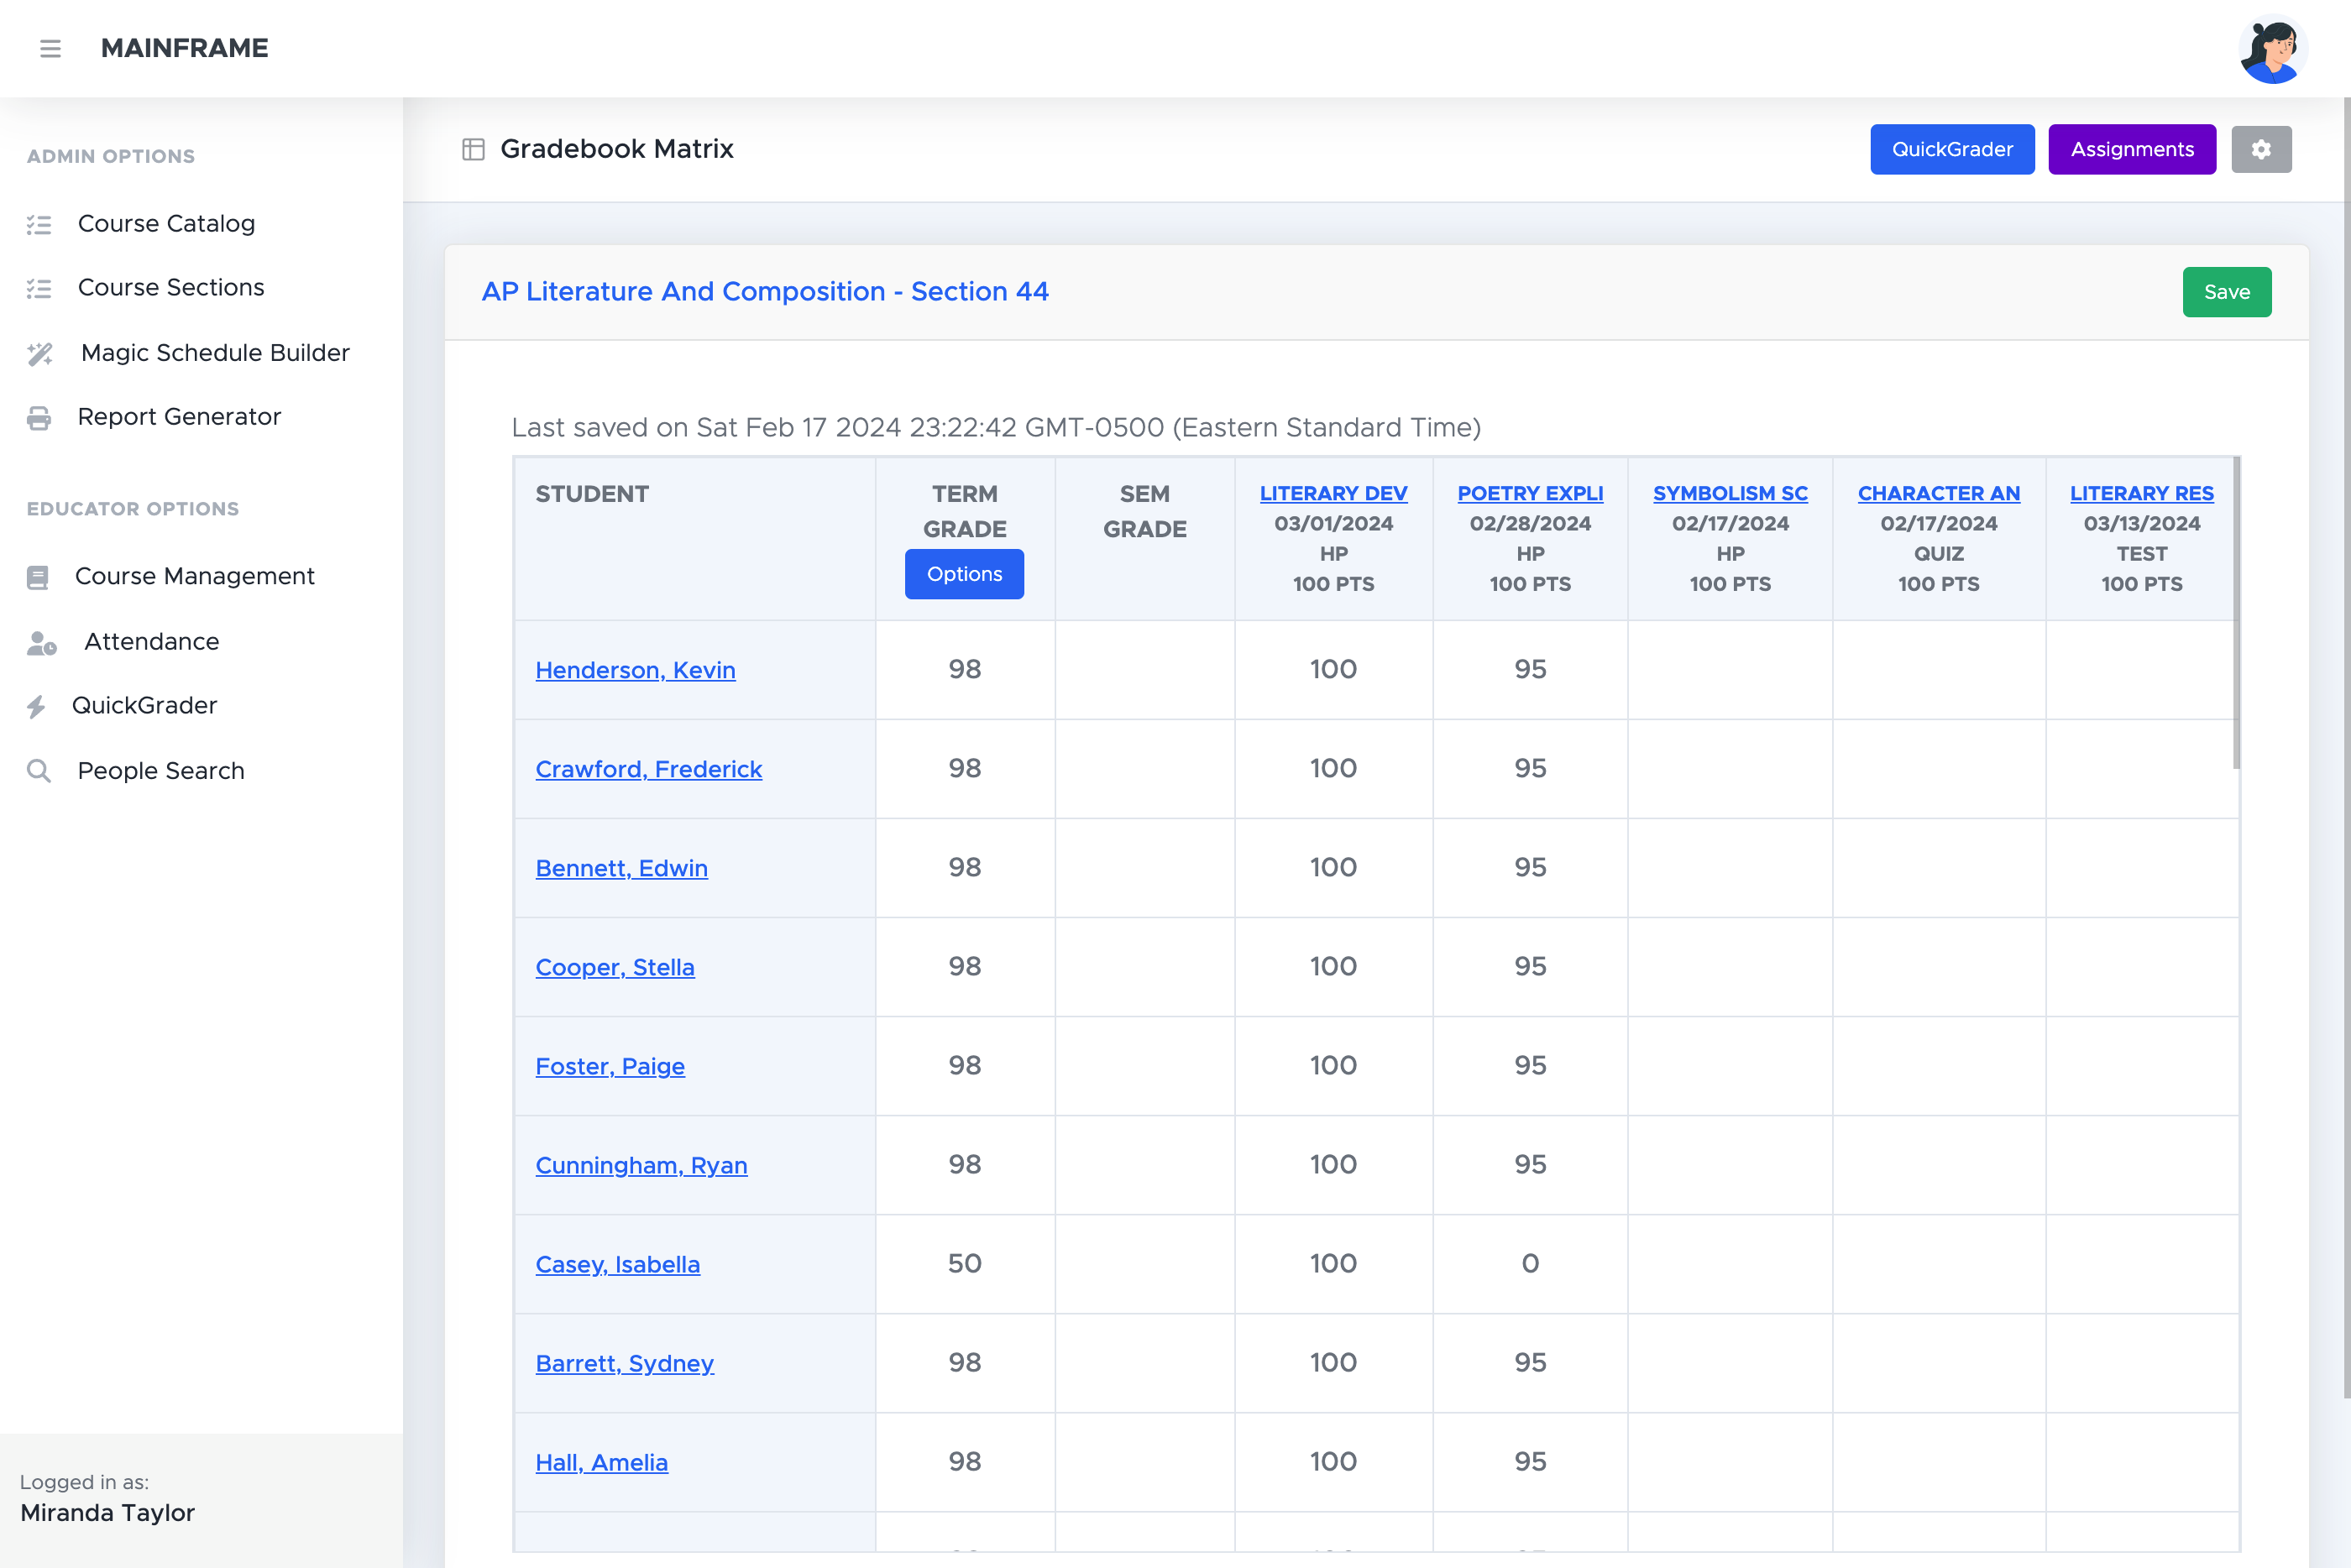 MAINFRAME
ADMIN OPTIONS
Course Catalog
Course Sections
Magic Schedule Builder
Report Generator
EDUCATOR OPTIONS
Course Management
Attendance
QuickGrader
People Search
Logged in as:
Miranda Taylor
Gradebook Matrix
QuickGrader
Assignments
AP Literature And Composition - Section 44
Save
Last saved on Sat Feb 17 2024 23:22:42 GMT-0500 (Eastern Standard Time)
STUDENT
TERM
GRADE
Options
SEM
GRADE
LITERARY DEV
03/01/2024
HP
100 PTS
POETRY EXPLI
02/28/2024
HP
100 PTS
SYMBOLISM SC
02/17/2024
HP
100 PTS
CHARACTER AN
02/17/2024
QUIZ
100 PTS
LITERARY RES
03/13/2024
TEST
100 PTS
Henderson, Kevin 98 100 95
Crawford, Frederick 98 100 95
Bennett, Edwin 98 100 95
Cooper, Stella 98 100 95
Foster, Paige 98 100 95
Cunningham, Ryan 98 100 95
Casey, Isabella 50 100 0
Barrett, Sydney 98 100 95
Hall, Amelia 98 100 95